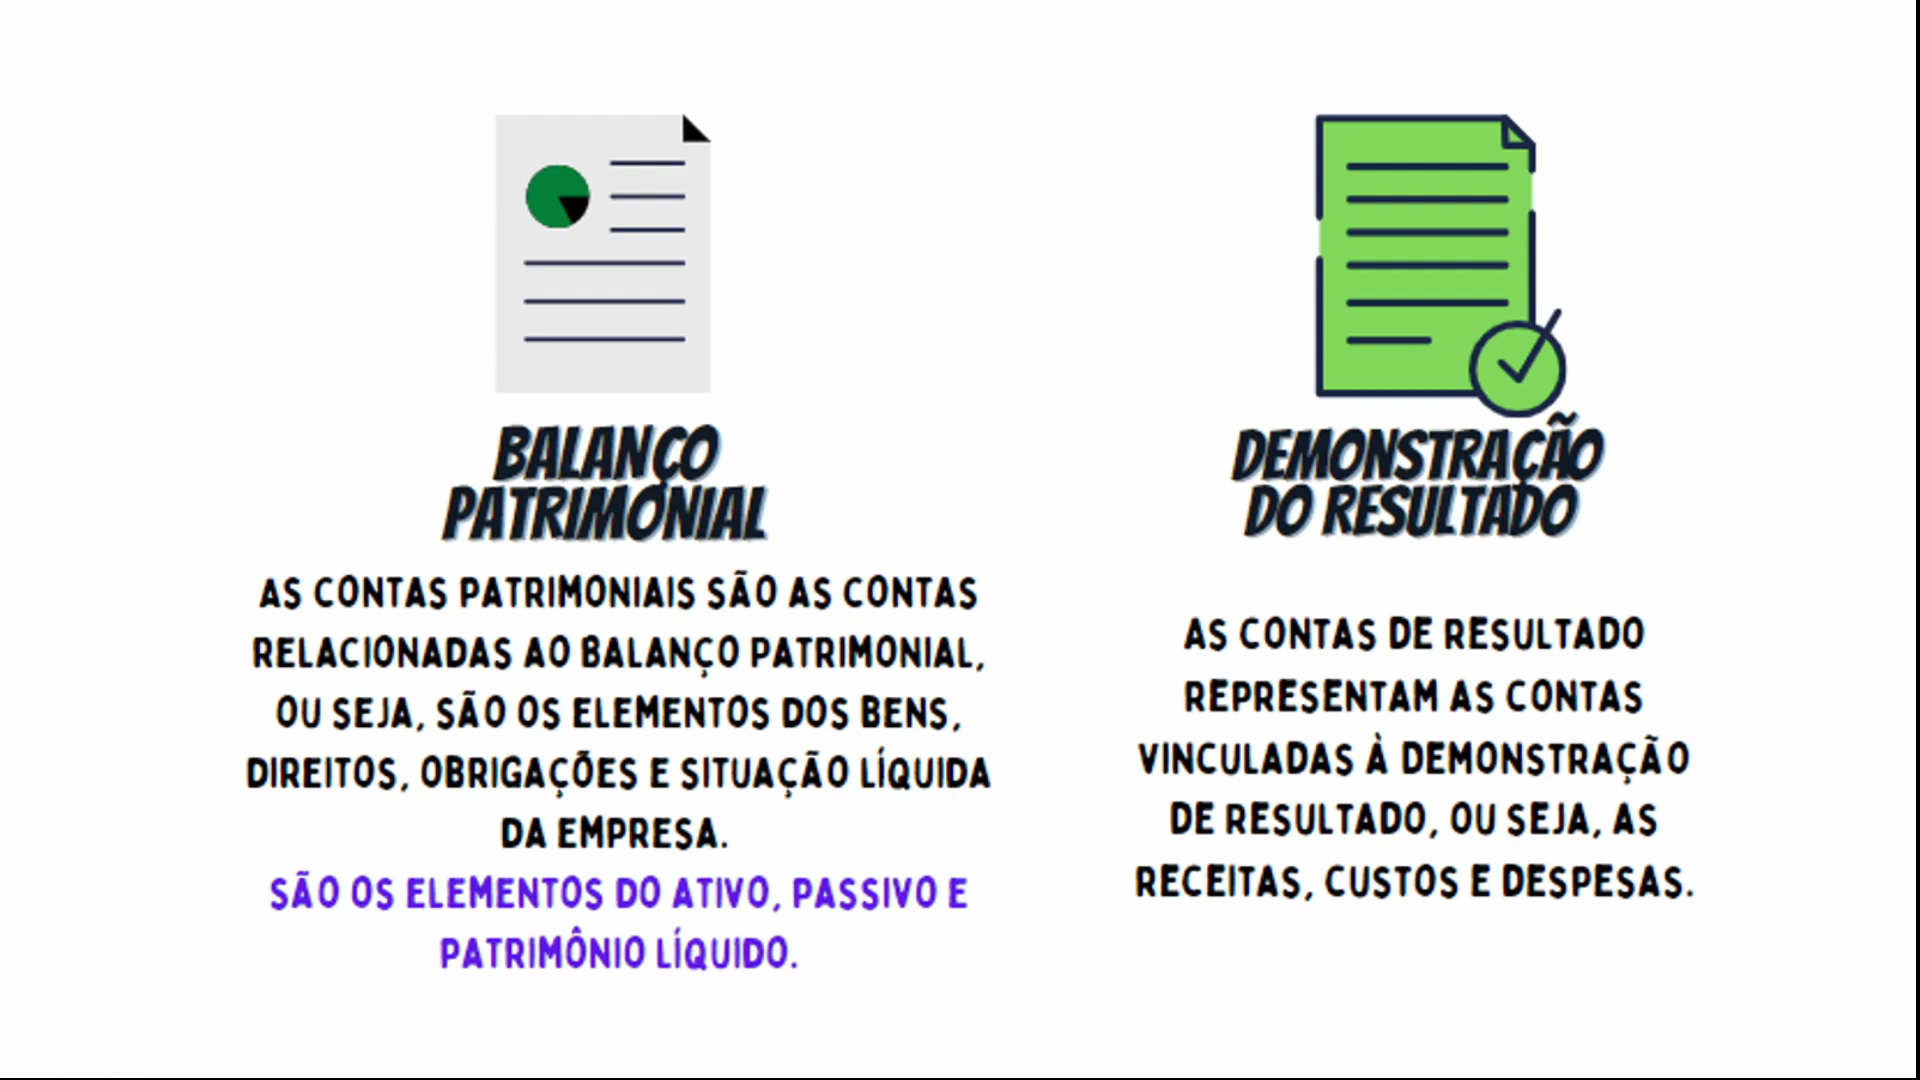 BALANÇO
PATRIMONIAL
AS CONTAS PATRIMONIAIS SÃO AS CONTAS
RELACIONADAS AO BALANÇO PATRIMONIAL,
OU SEJA, SÃO OS ELEMENTOS DOS BENS,
DIREITOS, OBRIGAÇÕES E SITUAÇÃO LÍQUIDA
DA EMPRESA.
SÃO OS ELEMENTOS DO ATIVO, PASSIVO E
PATRIMÔNIO LÍQUIDO.
DEMONSTRAÇÃO
DO RESULTADO
AS CONTAS DE RESULTADO
REPRESENTAM AS CONTAS
VINCULADAS À DEMONSTRAÇÃO
DE RESULTADO, OU SEJA, AS
RECEITAS, CUSTOS E DESPESAS.